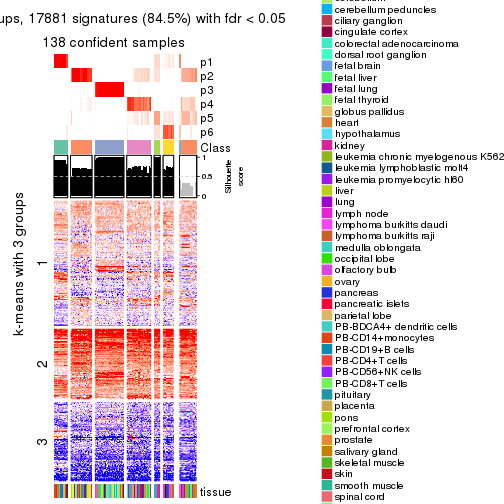 ups, 17881 signatures (84.5%) with fdr < 0.05
138 confident samples
p1
p2
p3
p4
p5
p6
Class
1
0.5
0
Silhouette
score
k-means with 3 groups
1
2
3
tissue
cerebellum peduncles
ciliary ganglion
cingulate cortex
colorectal adenocarcinoma
dorsal root ganglion
fetal brain
fetal liver
fetal lung
fetal thyroid
globus pallidus
heart
hypothalamus
kidney
leukemia chronic myelogenous K562
leukemia lymphoblastic molt4
leukemia promyelocytic hl60
liver
lung
lymph node
lymphoma burkitts daudi
lymphoma burkitts raji
medulla oblongata
occipital lobe
olfactory bulb
ovary
pancreas
pancreatic islets
parietal lobe
PB-BDCA4+ dendritic cells
PB-CD14+monocytes
PB-CD19+B cells
PB-CD4+T cells
PB-CD56+NK cells
PB-CD8+T cells
pituitary
placenta
pons
prefrontal cortex
prostate
salivary gland
skeletal muscle
skin
smooth muscle
spinal cord